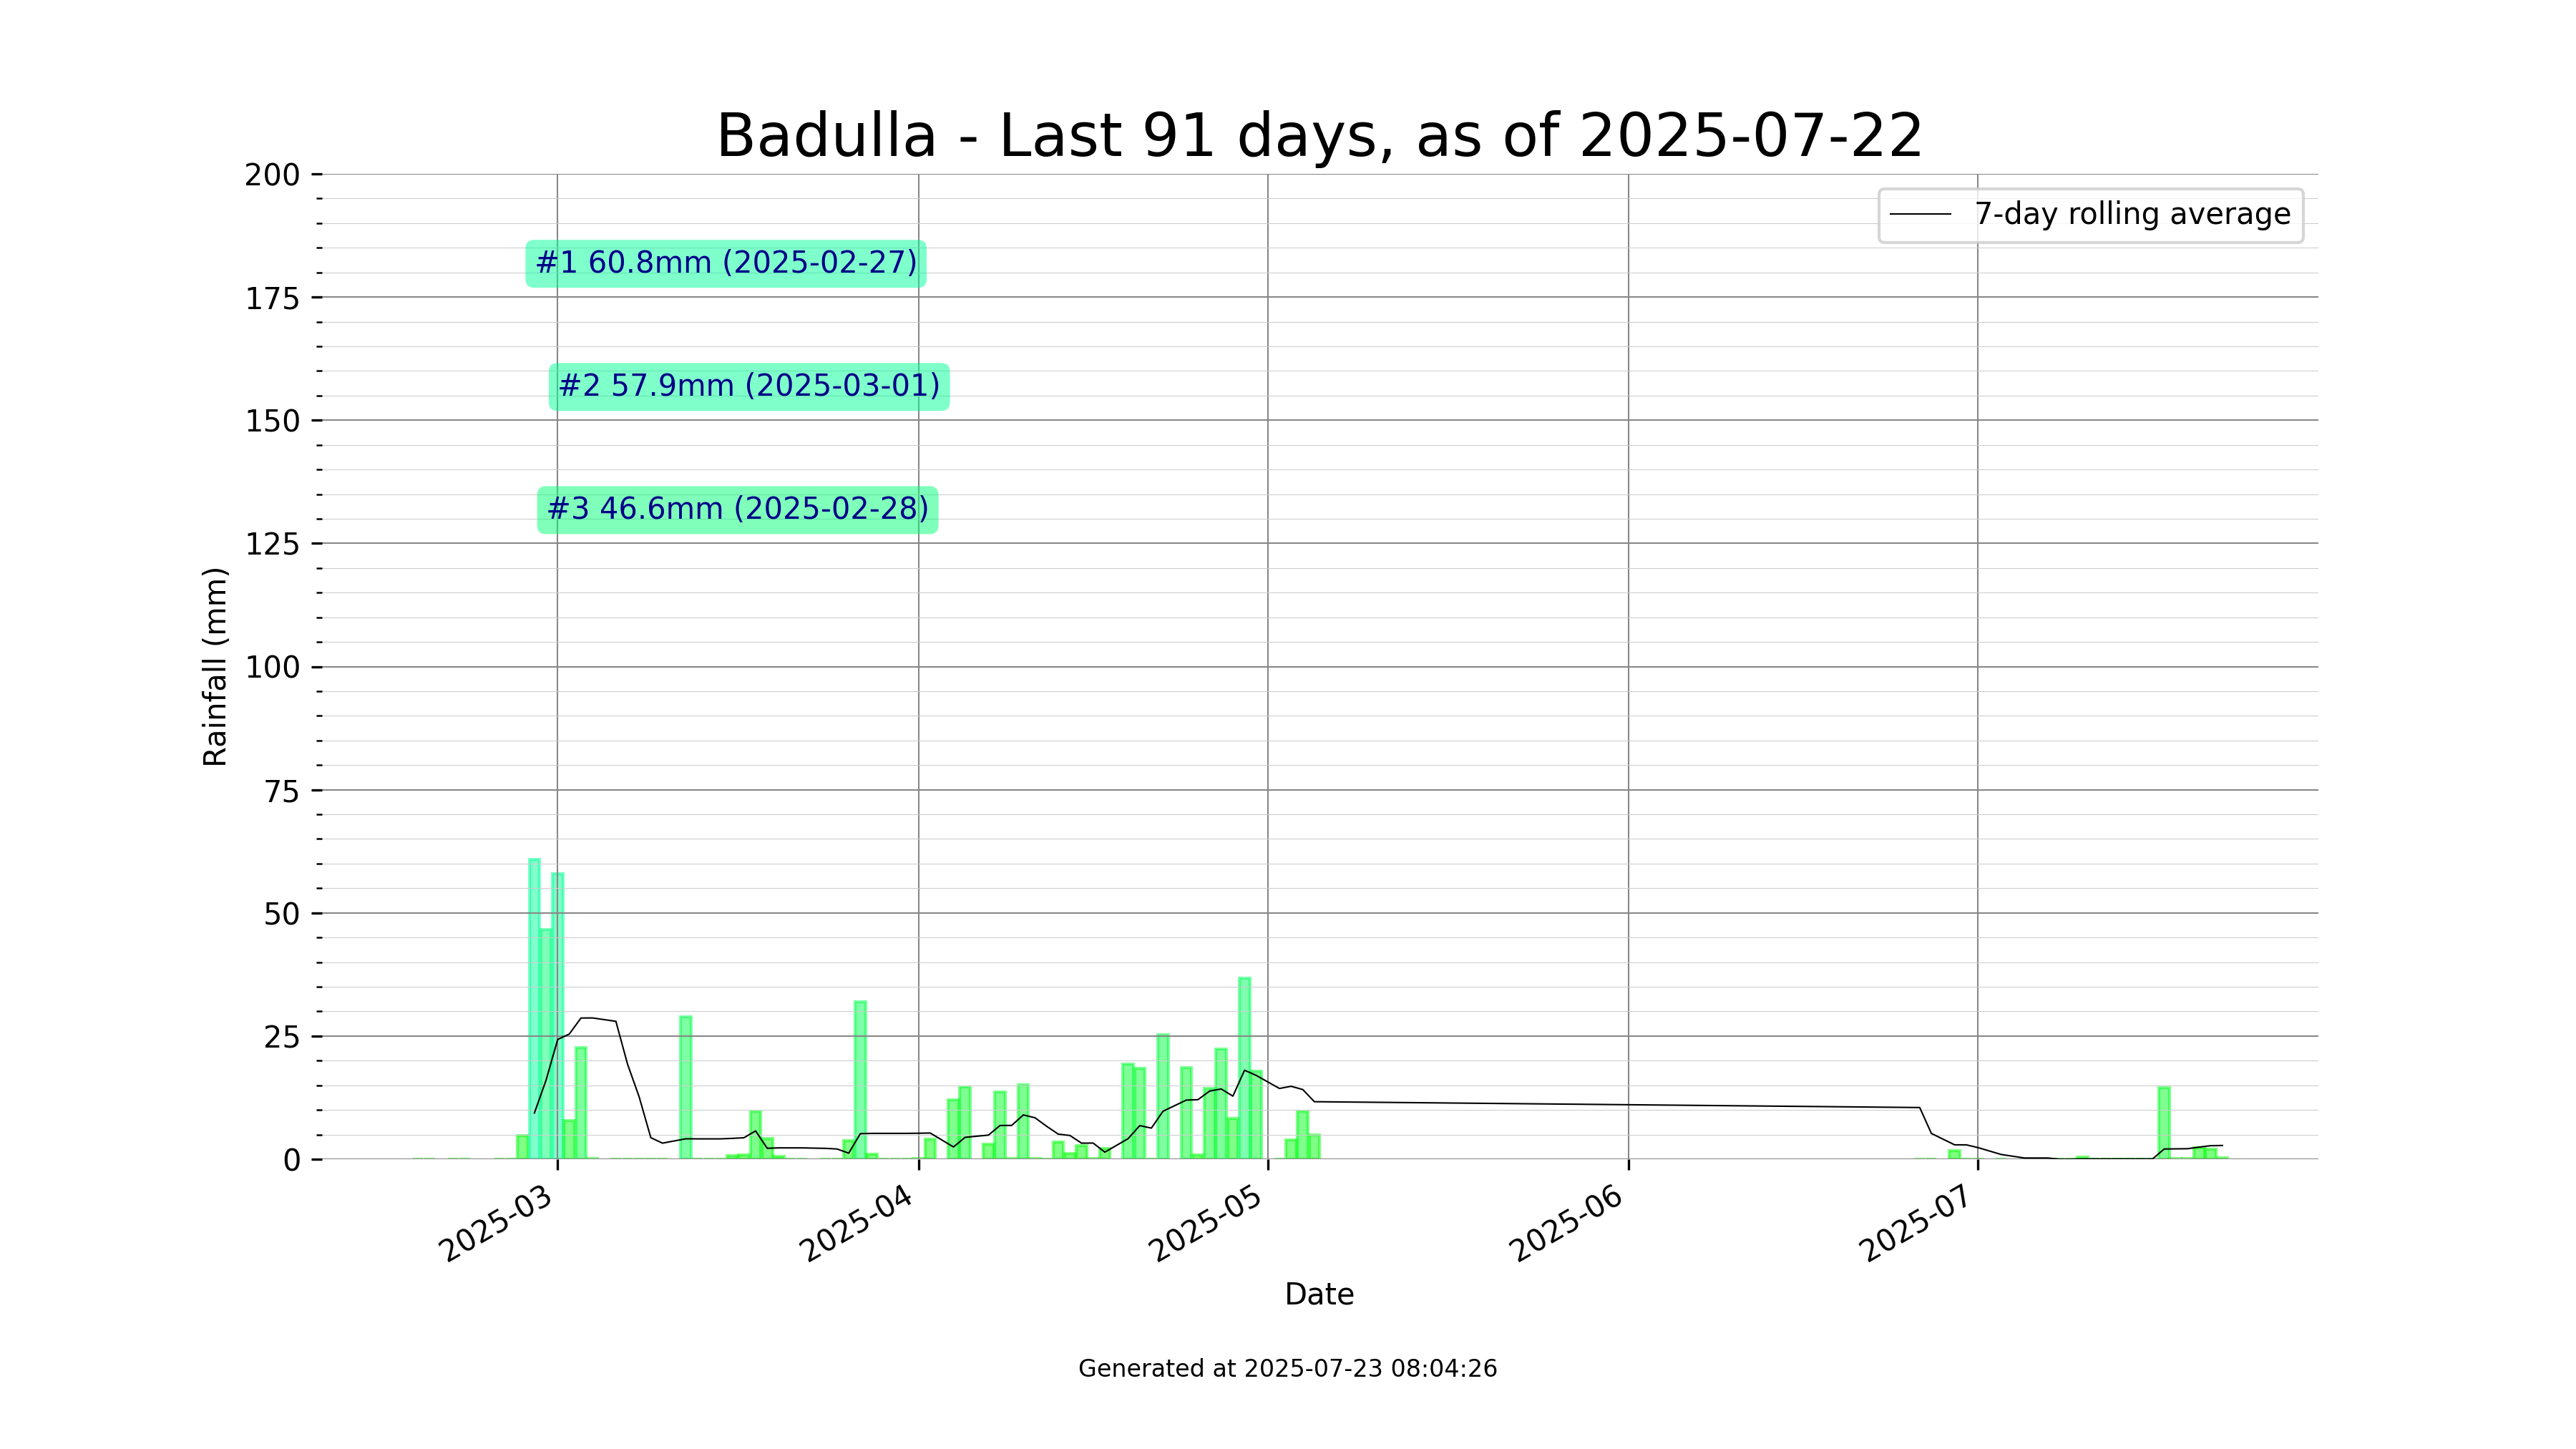 Badulla - Last 91 days, as of 2025-07-22
200
175
150
125
100
75
50
25
0
Rainfall (mm)
7-day rolling average
#1 60.8mm (2025-02-27)
#2 57.9mm (2025-03-01)
#3 46.6mm (2025-02-28)
2025-03
2025-04
2025-05
2025-06
2025-07
Date
Generated at 2025-07-23 08:04:26